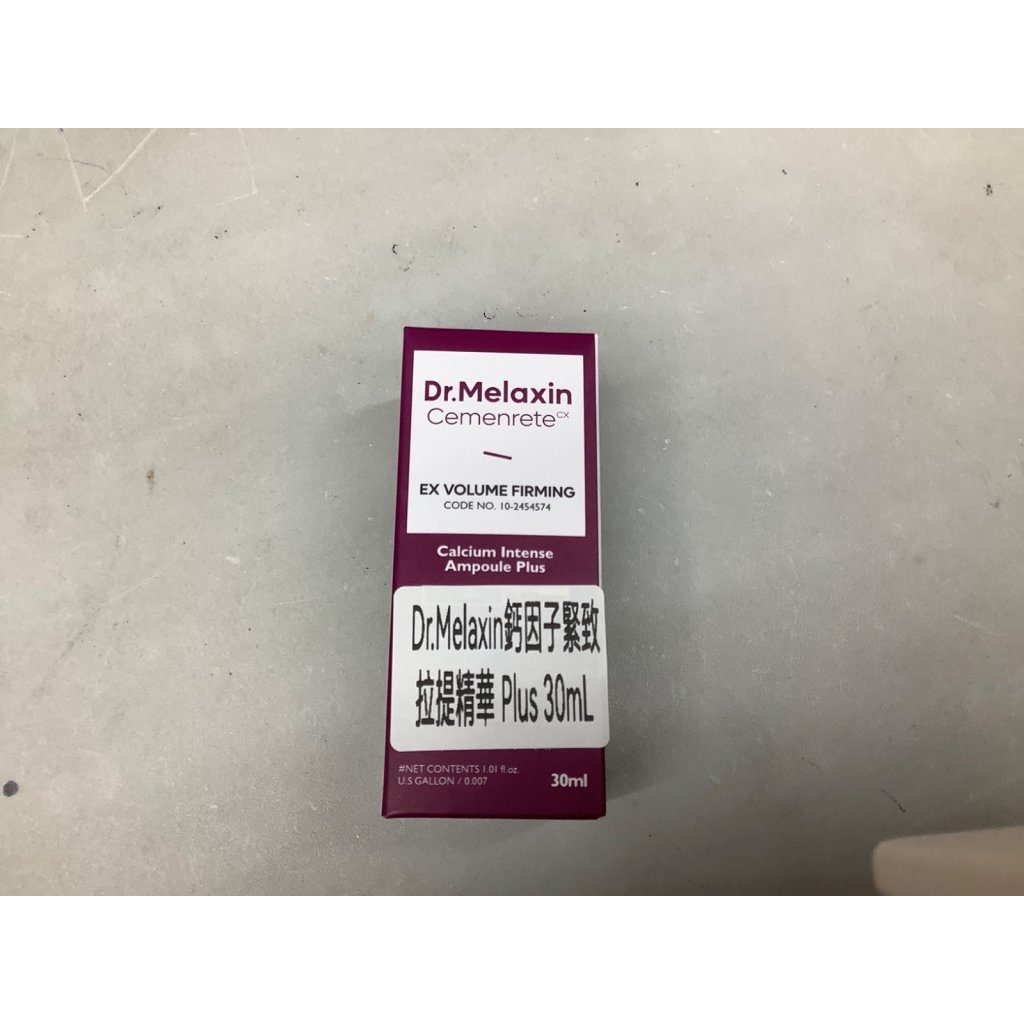 Dr.Melaxin
Cemenrete CX
EX VOLUME FIRMING
CODE NO. 10-2454574
Calcium Intense
Ampoule Plus
Dr.Melaxin鈣因子緊致
拉提精華 Plus 30mL
#NET CONTENTS 1.01 fl.oz.
U.S GALLON / 0.007
30ml